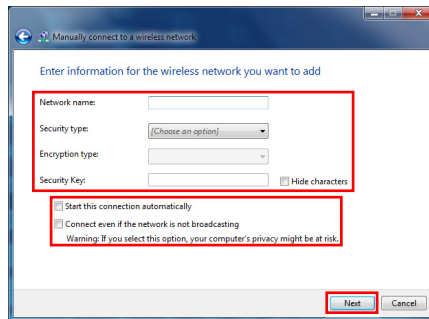 Manually connect to a wireless network
Enter information for the wireless network you want to add
Network name:
Security type: [Choose an option]
Encryption type:
Security Key: Hide characters
Start this connection automatically
Connect even if the network is not broadcasting
Warning: If you select this option, your computer's privacy might be at risk.
Next Cancel